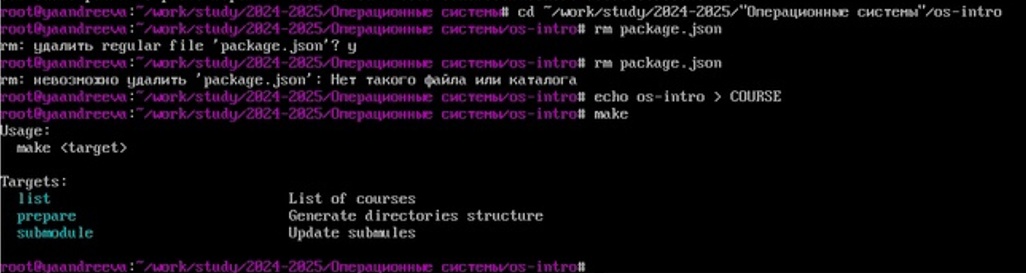 root@yaandreeva:~/work/study/2024-2025/Операционные системы# cd ~/work/study/2024-2025/"Операционные системы"/os-intro
root@yaandreeva:~/work/study/2024-2025/Операционные системы/os-intro# rm package.json
rm: удалить regular file 'package.json'? y
root@yaandreeva:~/work/study/2024-2025/Операционные системы/os-intro# rm package.json
rm: невозможно удалить 'package.json': Нет такого файла или каталога
root@yaandreeva:~/work/study/2024-2025/Операционные системы/os-intro# echo os-intro > COURSE
root@yaandreeva:~/work/study/2024-2025/Операционные системы/os-intro# make
Usage:
make <target>
Targets:
list List of courses
prepare Generate directories structure
submodule Update submules
root@yaandreeva:~/work/study/2024-2025/Операционные системы/os-intro#